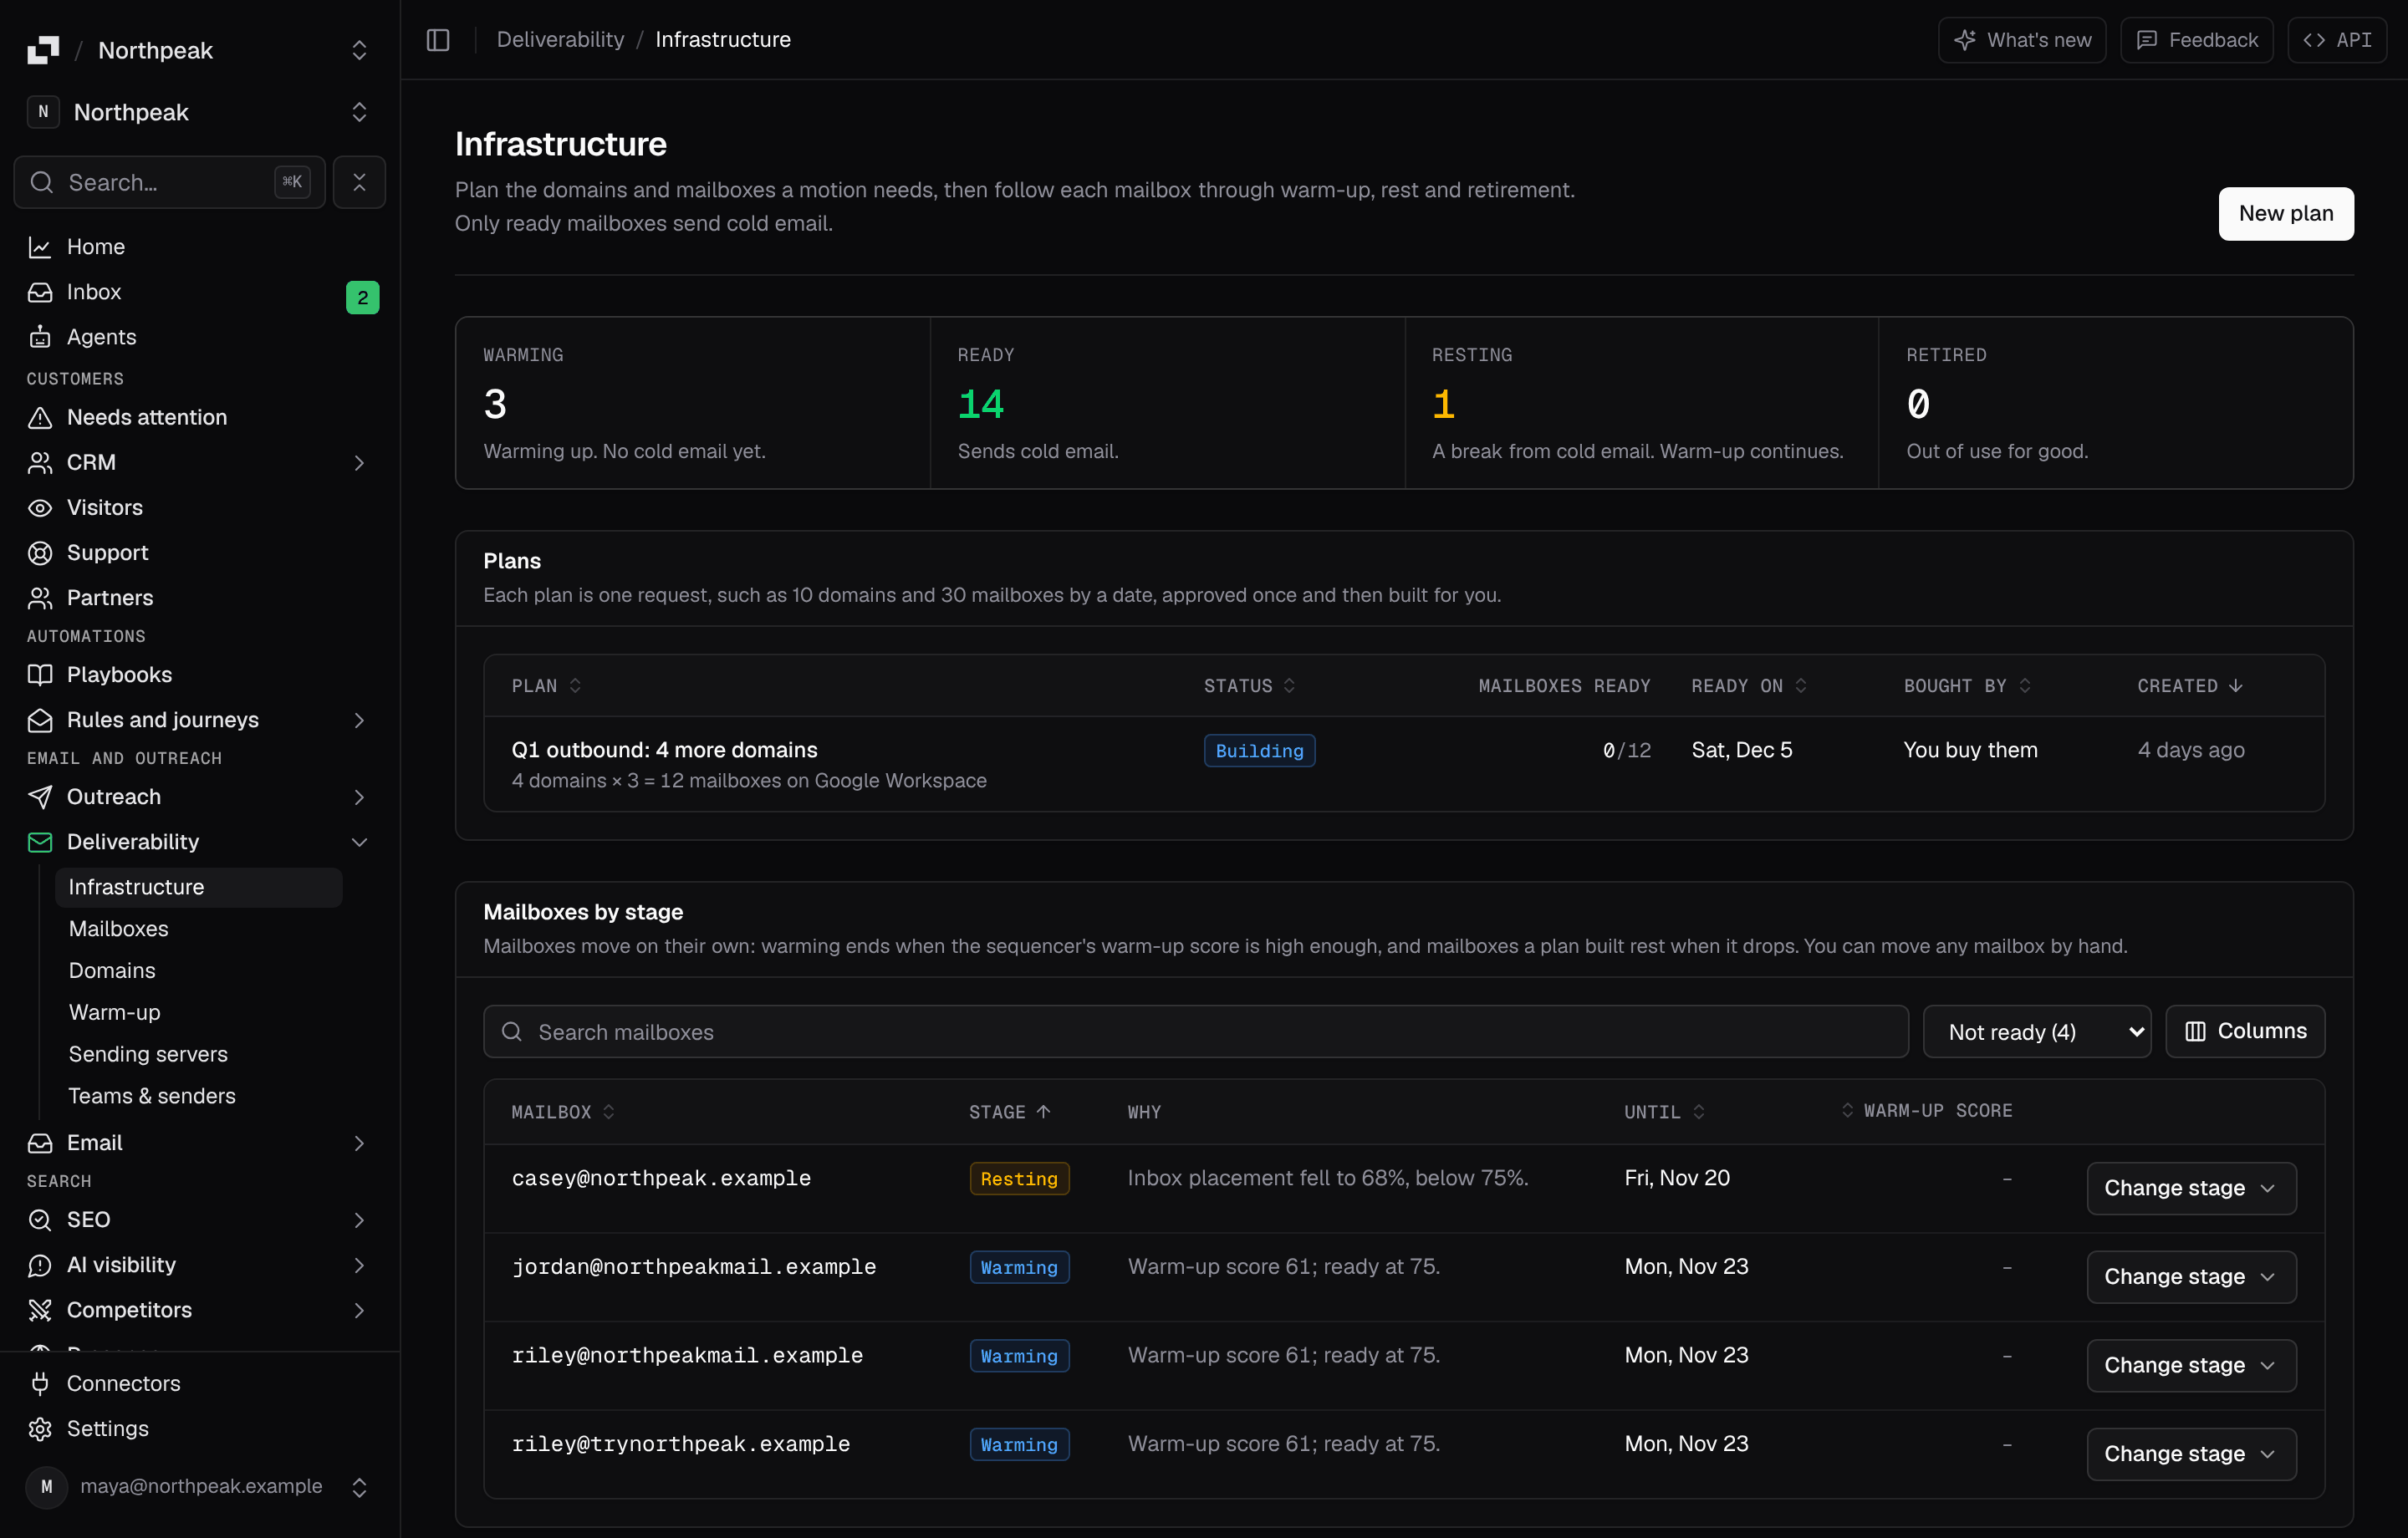 / Northpeak
N Northpeak
Search... ⌘K
Home
Inbox 2
Agents
CUSTOMERS
Needs attention
CRM
Visitors
Support
Partners
AUTOMATIONS
Playbooks
Rules and journeys
EMAIL AND OUTREACH
Outreach
Deliverability
Infrastructure
Mailboxes
Domains
Warm-up
Sending servers
Teams & senders
Email
SEARCH
SEO
AI visibility
Competitors
Connectors
Settings
M maya@northpeak.example
Deliverability / Infrastructure
What's new
Feedback
API
Infrastructure
Plan the domains and mailboxes a motion needs, then follow each mailbox through warm-up, rest and retirement.
Only ready mailboxes send cold email.
New plan
WARMING
3
Warming up. No cold email yet.
READY
14
Sends cold email.
RESTING
1
A break from cold email. Warm-up continues.
RETIRED
0
Out of use for good.
Plans
Each plan is one request, such as 10 domains and 30 mailboxes by a date, approved once and then built for you.
PLAN STATUS MAILBOXES READY READY ON BOUGHT BY CREATED
Q1 outbound: 4 more domains Building 0/12 Sat, Dec 5 You buy them 4 days ago
4 domains × 3 = 12 mailboxes on Google Workspace
Mailboxes by stage
Mailboxes move on their own: warming ends when the sequencer's warm-up score is high enough, and mailboxes a plan built rest when it drops. You can move any mailbox by hand.
Search mailboxes
Not ready (4)
Columns
MAILBOX STAGE WHY UNTIL WARM-UP SCORE
casey@northpeak.example Resting Inbox placement fell to 68%, below 75%. Fri, Nov 20 – Change stage
jordan@northpeakmail.example Warming Warm-up score 61; ready at 75. Mon, Nov 23 – Change stage
riley@northpeakmail.example Warming Warm-up score 61; ready at 75. Mon, Nov 23 – Change stage
riley@trynorthpeak.example Warming Warm-up score 61; ready at 75. Mon, Nov 23 – Change stage